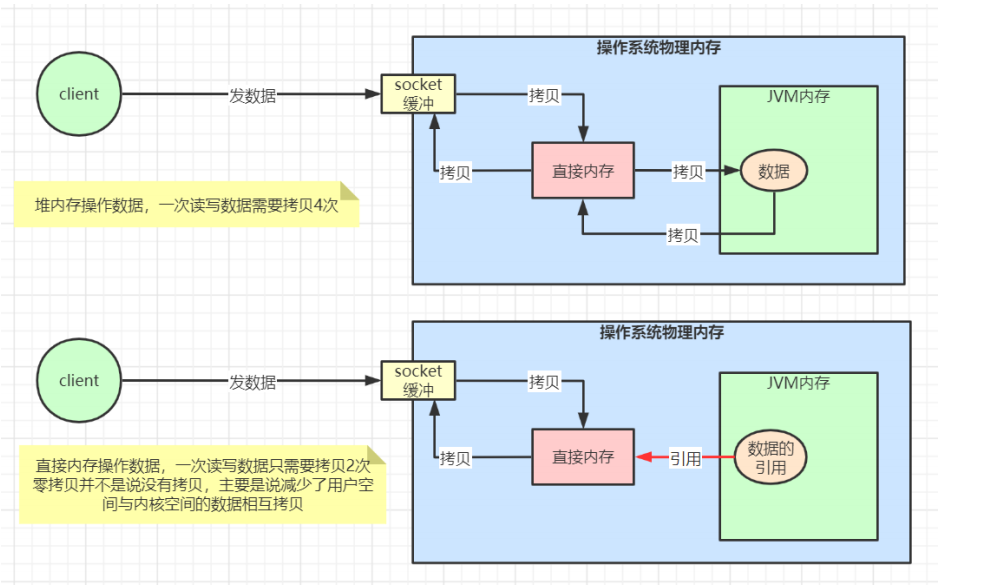 操作系统物理内存
client
发数据
socket
缓冲
拷贝
JVM内存
拷贝
直接内存
拷贝
数据
拷贝
堆内存操作数据，一次读写数据需要拷贝4次
操作系统物理内存
client
发数据
socket
缓冲
拷贝
JVM内存
拷贝
直接内存
引用
数据的
引用
直接内存操作数据，一次读写数据只需要拷贝2次
零拷贝并不是说没有拷贝，主要是说减少了用户空
间与内核空间的数据相互拷贝